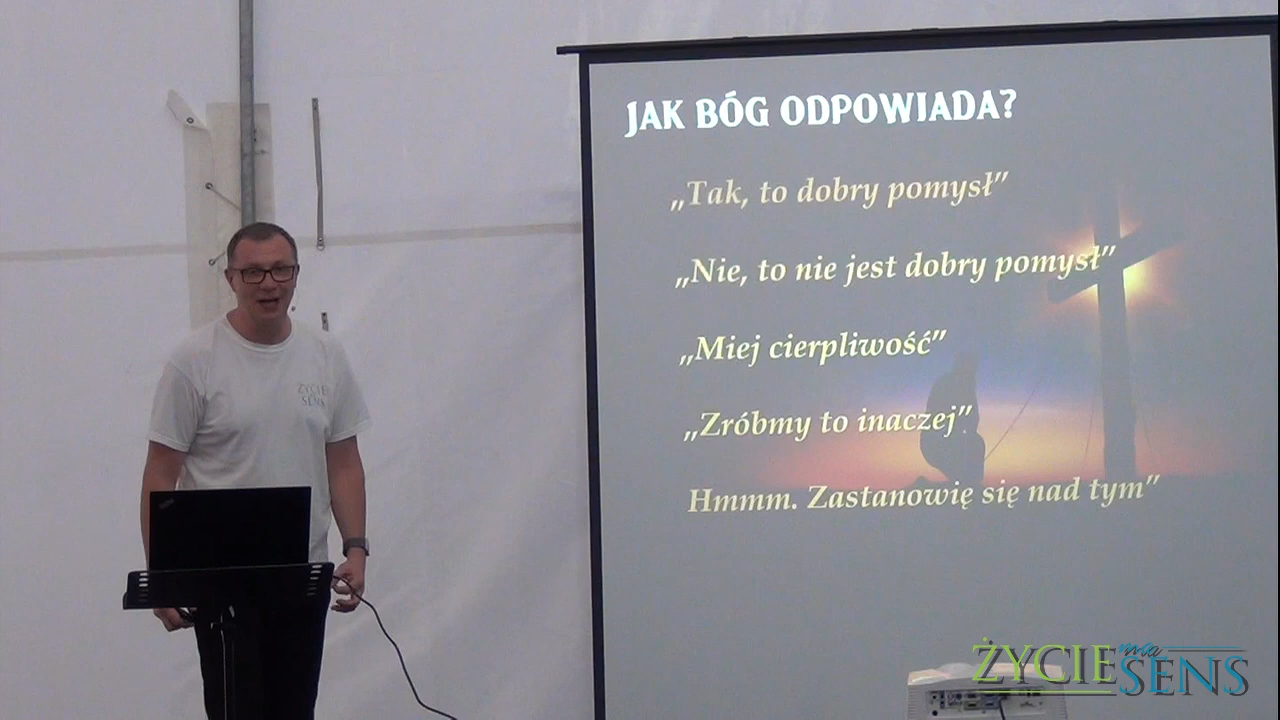 JAK BÓG ODPOWIADA?
„Tak, to dobry pomysł”
„Nie, to nie jest dobry pomysł”
„Miej cierpliwość”
„Zróbmy to inaczej”
Hmmm. Zastanowię się nad tym”
ŻYCIE
SENS
ŻYCIE ma SENS